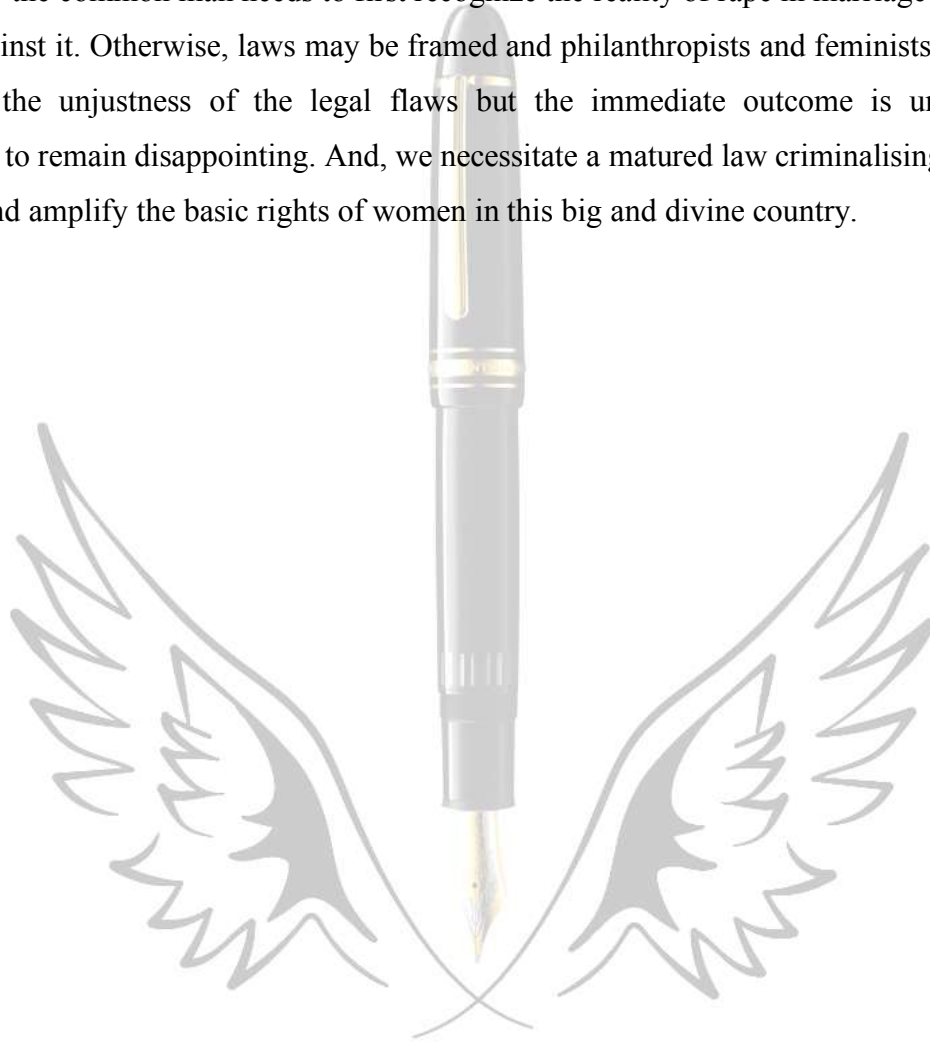 the common man needs to first recognize the reality of rape in marriage
inst it. Otherwise, laws may be framed and philanthropists and feminists
the unjustness of the legal flaws but the immediate outcome is un
to remain disappointing. And, we necessitate a matured law criminalising
nd amplify the basic rights of women in this big and divine country.